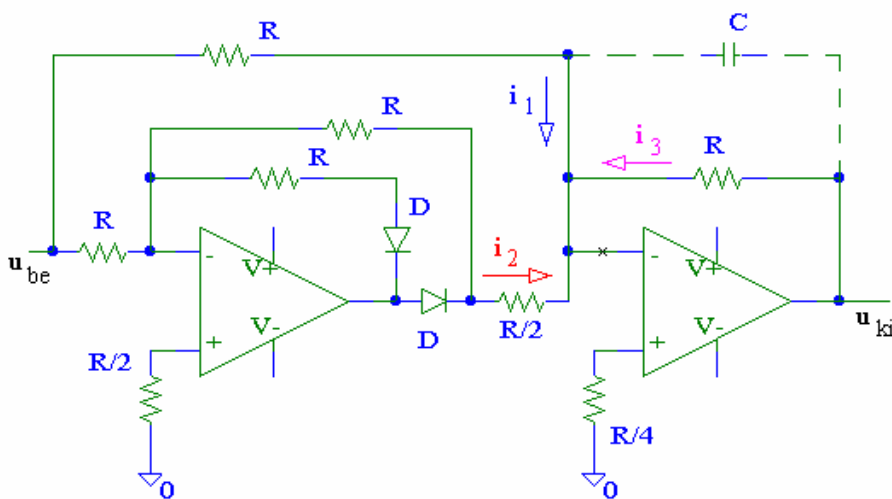 R
C
i 1
R
i 3
R
R
R
D
i 2
u be
-
V+
-
V+
V-
+
D
R/2
V-
+
u ki
R/2
R/4
0
0